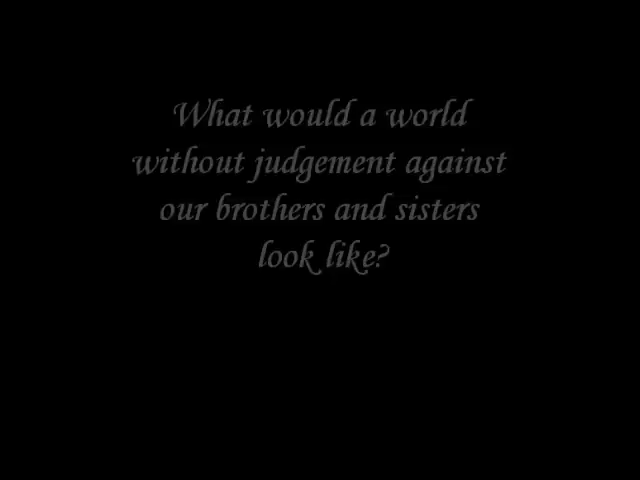 What would a world
without judgement against
our brothers and sisters
look like?